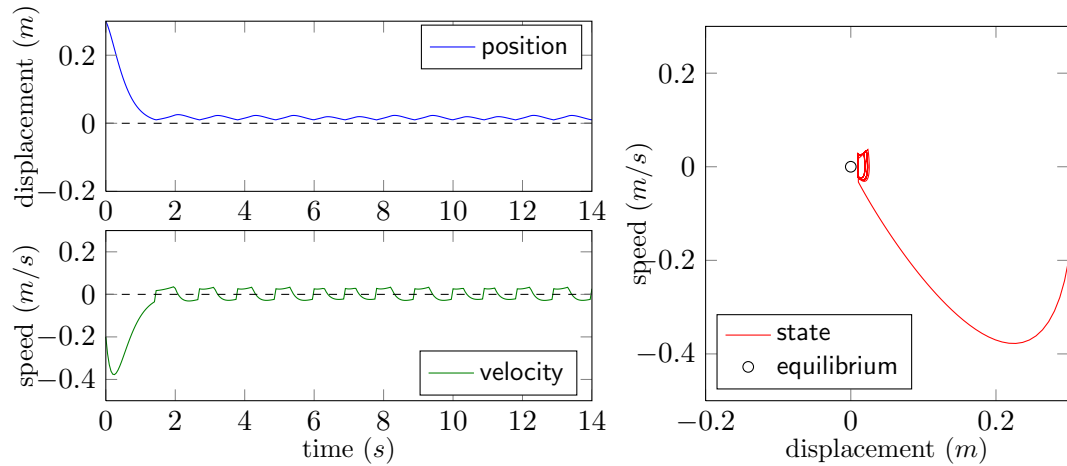 displacement (m)
0.2
0
−0.2
position
0 2 4 6 8 10 12 14
speed (m/s)
0.2
0
−0.2
−0.4
velocity
0 2 4 6 8 10 12 14
time (s)
speed (m/s)
0.2
0
−0.2
−0.4
state
equilibrium
−0.2 0 0.2
displacement (m)